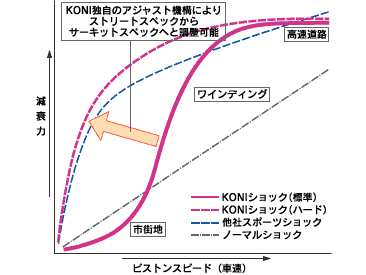 KONI独自のアジャスト機構により
ストリートスペックから
サーキットスペックへと調整可能
高速道路
ワインディング
減衰力
市街地
KONIショック(標準)
KONIショック(ハード)
他社スポーツショック
ノーマルショック
ピストンスピード(車速)